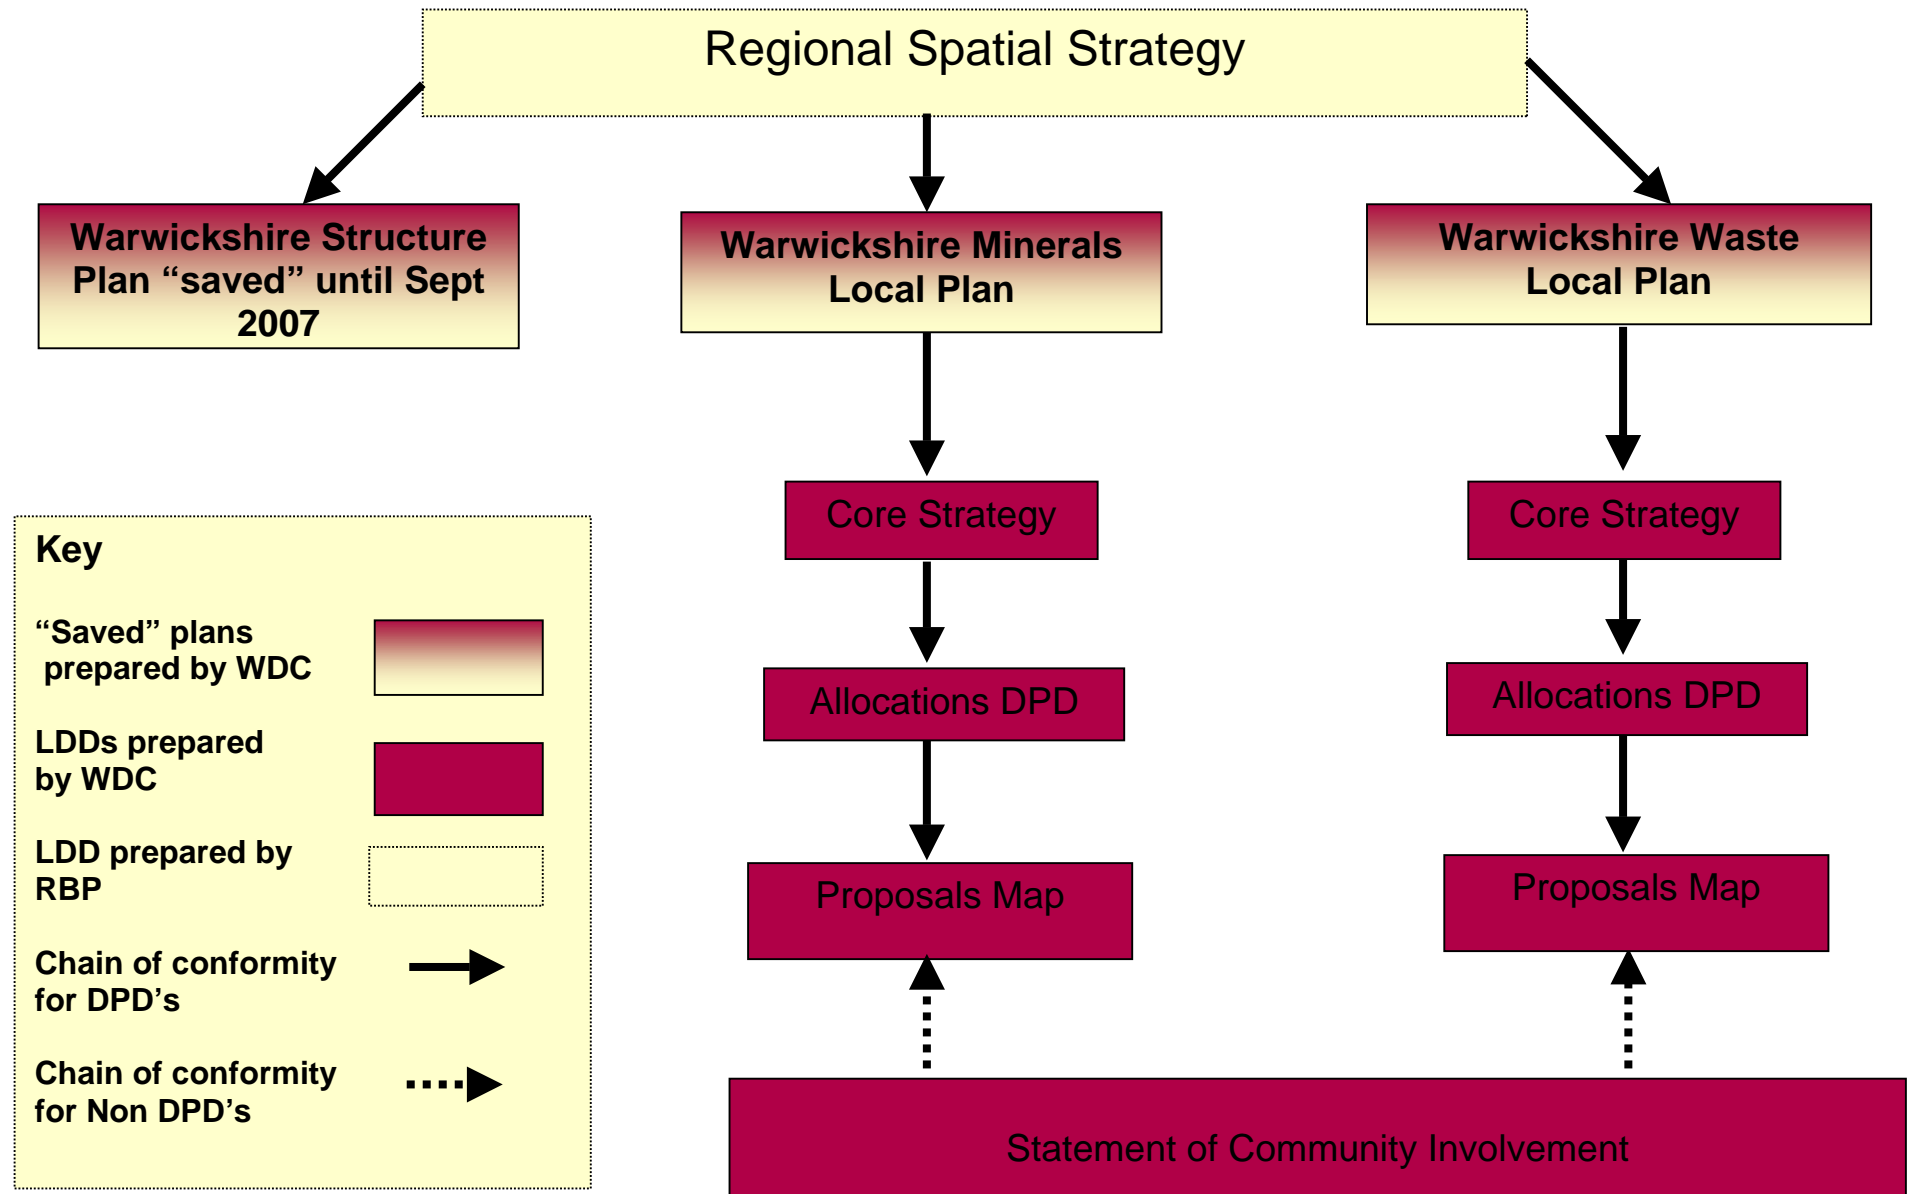 Regional Spatial Strategy
Warwickshire Structure
Plan “saved” until Sept
2007
Warwickshire Minerals
Local Plan
Warwickshire Waste
Local Plan
Core Strategy
Core Strategy
Allocations DPD
Allocations DPD
Proposals Map
Proposals Map
Statement of Community Involvement
Key
“Saved” plans
prepared by WDC
LDDs prepared
by WDC
LDD prepared by
RBP
Chain of conformity
for DPD’s
Chain of conformity
for Non DPD’s